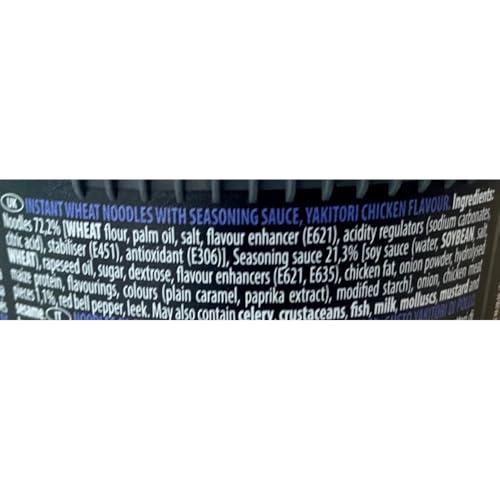 UK INSTANT WHEAT NOODLES WITH SEASONING SAUCE, YAKITORI CHICKEN FLAVOUR. Ingredients:
Noodles 72,2% [WHEAT flour, palm oil, salt, flavour enhancer (E621), acidity regulators (sodium carbonates,
citric acid), stabiliser (E451), antioxidant (E306)], Seasoning sauce 21,3% [soy sauce (water, SOYBEAN, salt,
WHEAT), rapeseed oil, sugar, dextrose, flavour enhancers (E621, E635), chicken fat, onion powder, hydrolysed
maize protein, flavourings, colours (plain caramel, paprika extract), modified starch], onion, chicken meat
pieces 1,1%, red bell pepper, leek. May also contain celery, crustaceans, fish, milk, molluscs, mustard and
sesame. IT